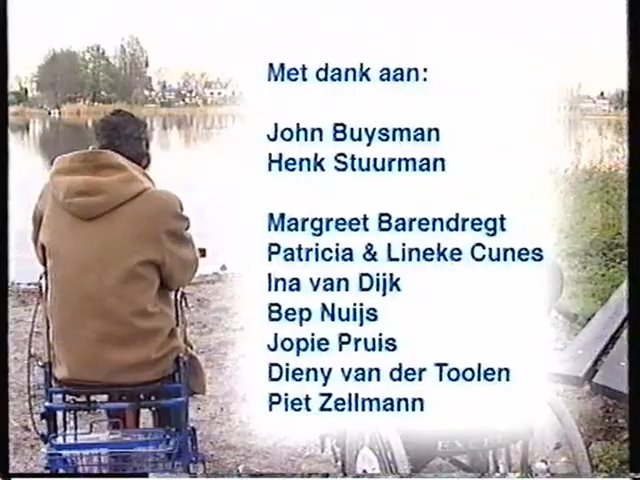 Met dank aan:
John Buysman
Henk Stuurman
Margreet Barendregt
Patricia & Lineke Cunes
Ina van Dijk
Bep Nuijs
Jopie Pruis
Dieny van der Toolen
Piet Zellmann